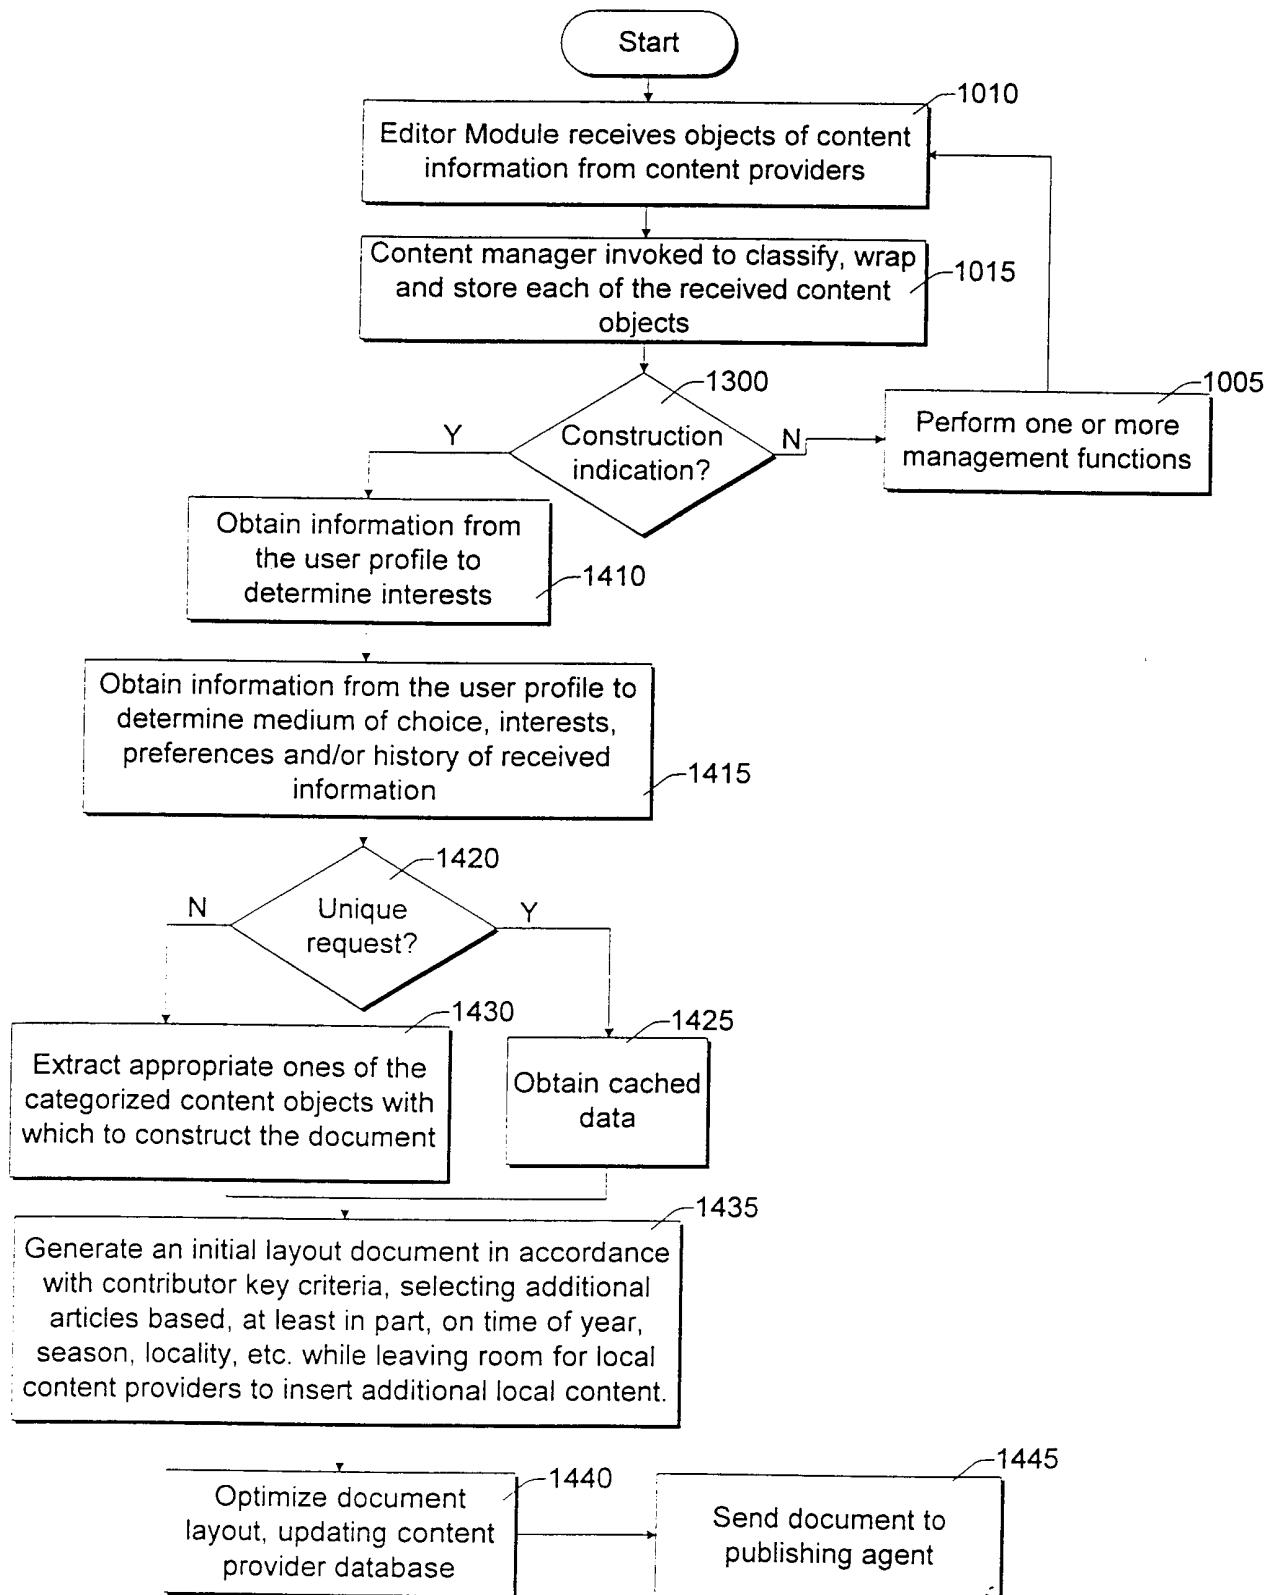 Start
1010
Editor Module receives objects of content
information from content providers
Content manager invoked to classify, wrap
and store each of the received content
objects
1015
1300
Construction
indication?
Y
N
1005
Perform one or more
management functions
Obtain information from
the user profile to
determine interests
1410
Obtain information from the user profile to
determine medium of choice, interests,
preferences and/or history of received
information
1415
1420
Unique
request?
N
Y
1430
Extract appropriate ones of the
categorized content objects with
which to construct the document
1425
Obtain cached
data
1435
Generate an initial layout document in accordance
with contributor key criteria, selecting additional
articles based, at least in part, on time of year,
season, locality, etc. while leaving room for local
content providers to insert additional local content.
1440
Optimize document
layout, updating content
provider database
1445
Send document to
publishing agent